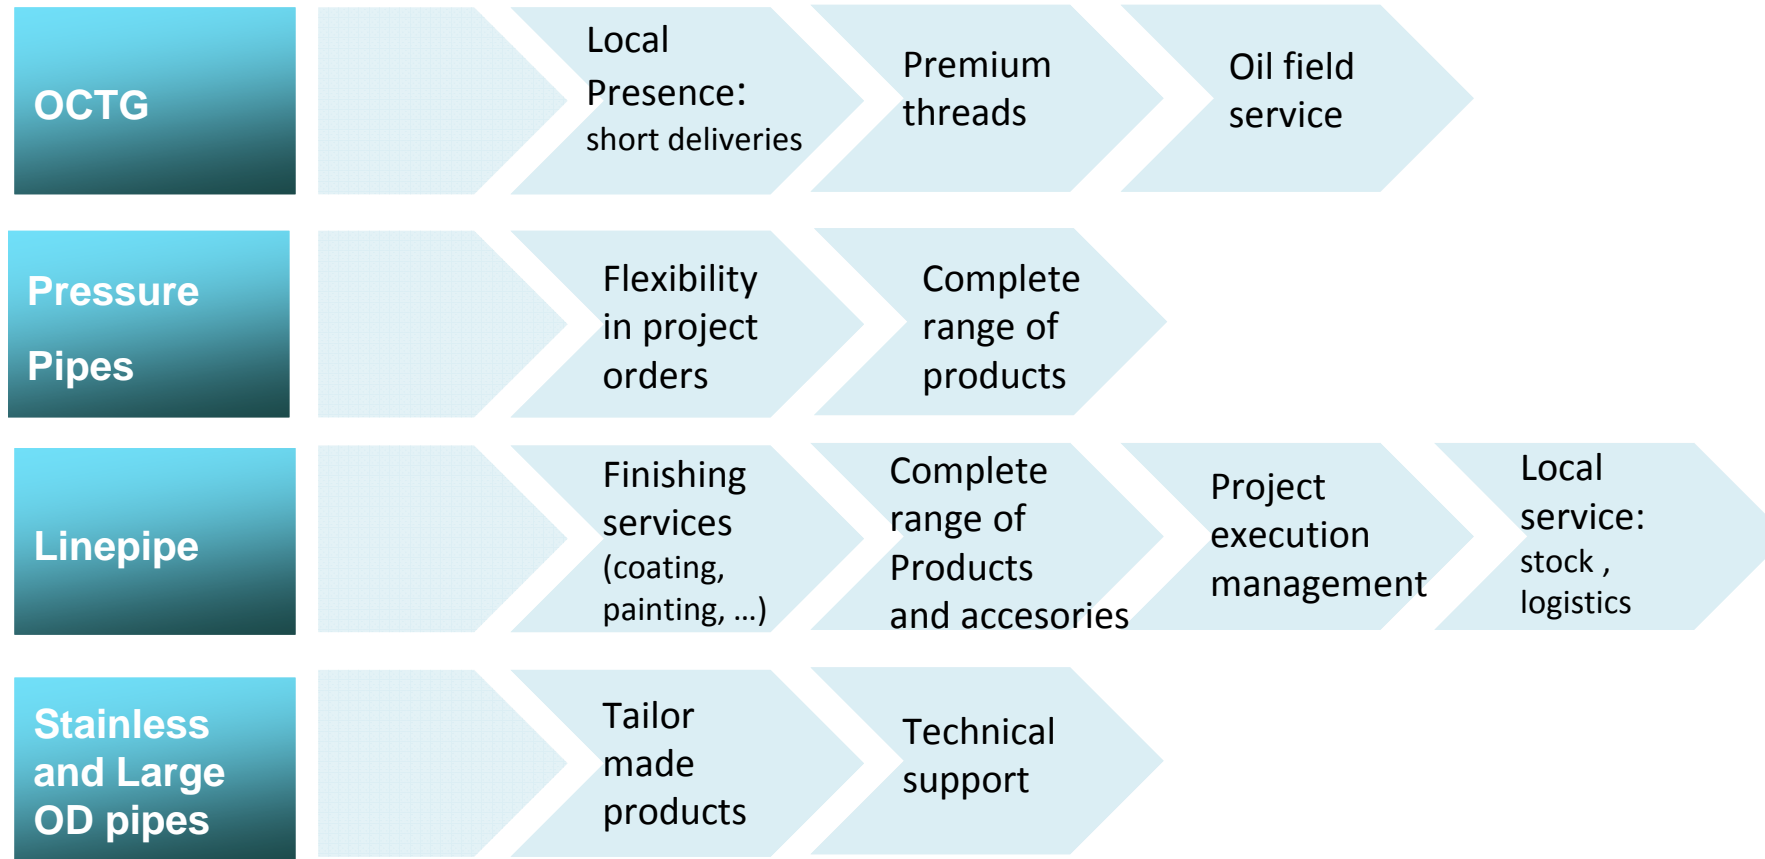 OCTG
Local
Presence:
short deliveries
Premium
threads
Oil field
service
Pressure
Pipes
Flexibility
in project
orders
Complete
range of
products
Linepipe
Finishing
services
(coating,
painting, ...)
Complete
range of
Products
and accesories
Project
execution
management
Local
service:
stock ,
logistics
Stainless
and Large
OD pipes
Tailor
made
products
Technical
support